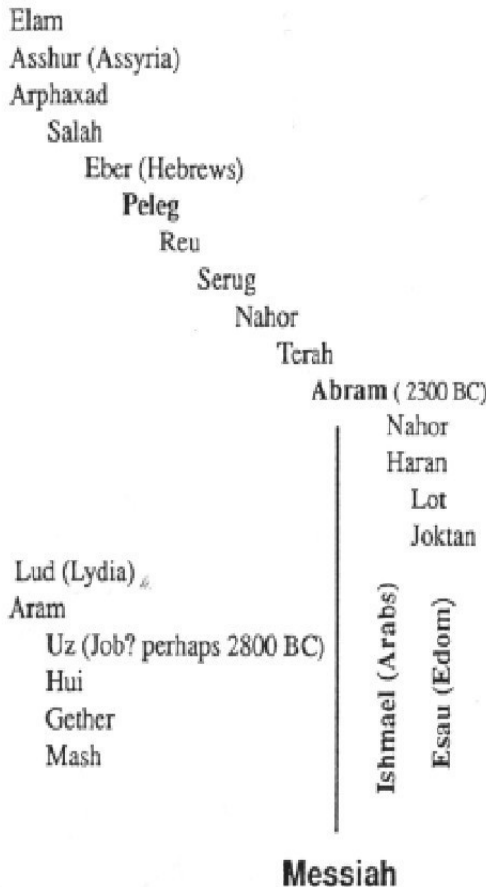 Elam
Asshur (Assyria)
Arphaxad
Salah
Eber (Hebrews)
Peleg
Reu
Serug
Nahor
Terah
Abram ( 2300 BC)
Nahor
Haran
Lot
Joktan
Lud (Lydia)
Aram
Uz (Job? perhaps 2800 BC)
Hui
Gether
Mash
Ishmael (Arabs)
Esau (Edom)
Messiah